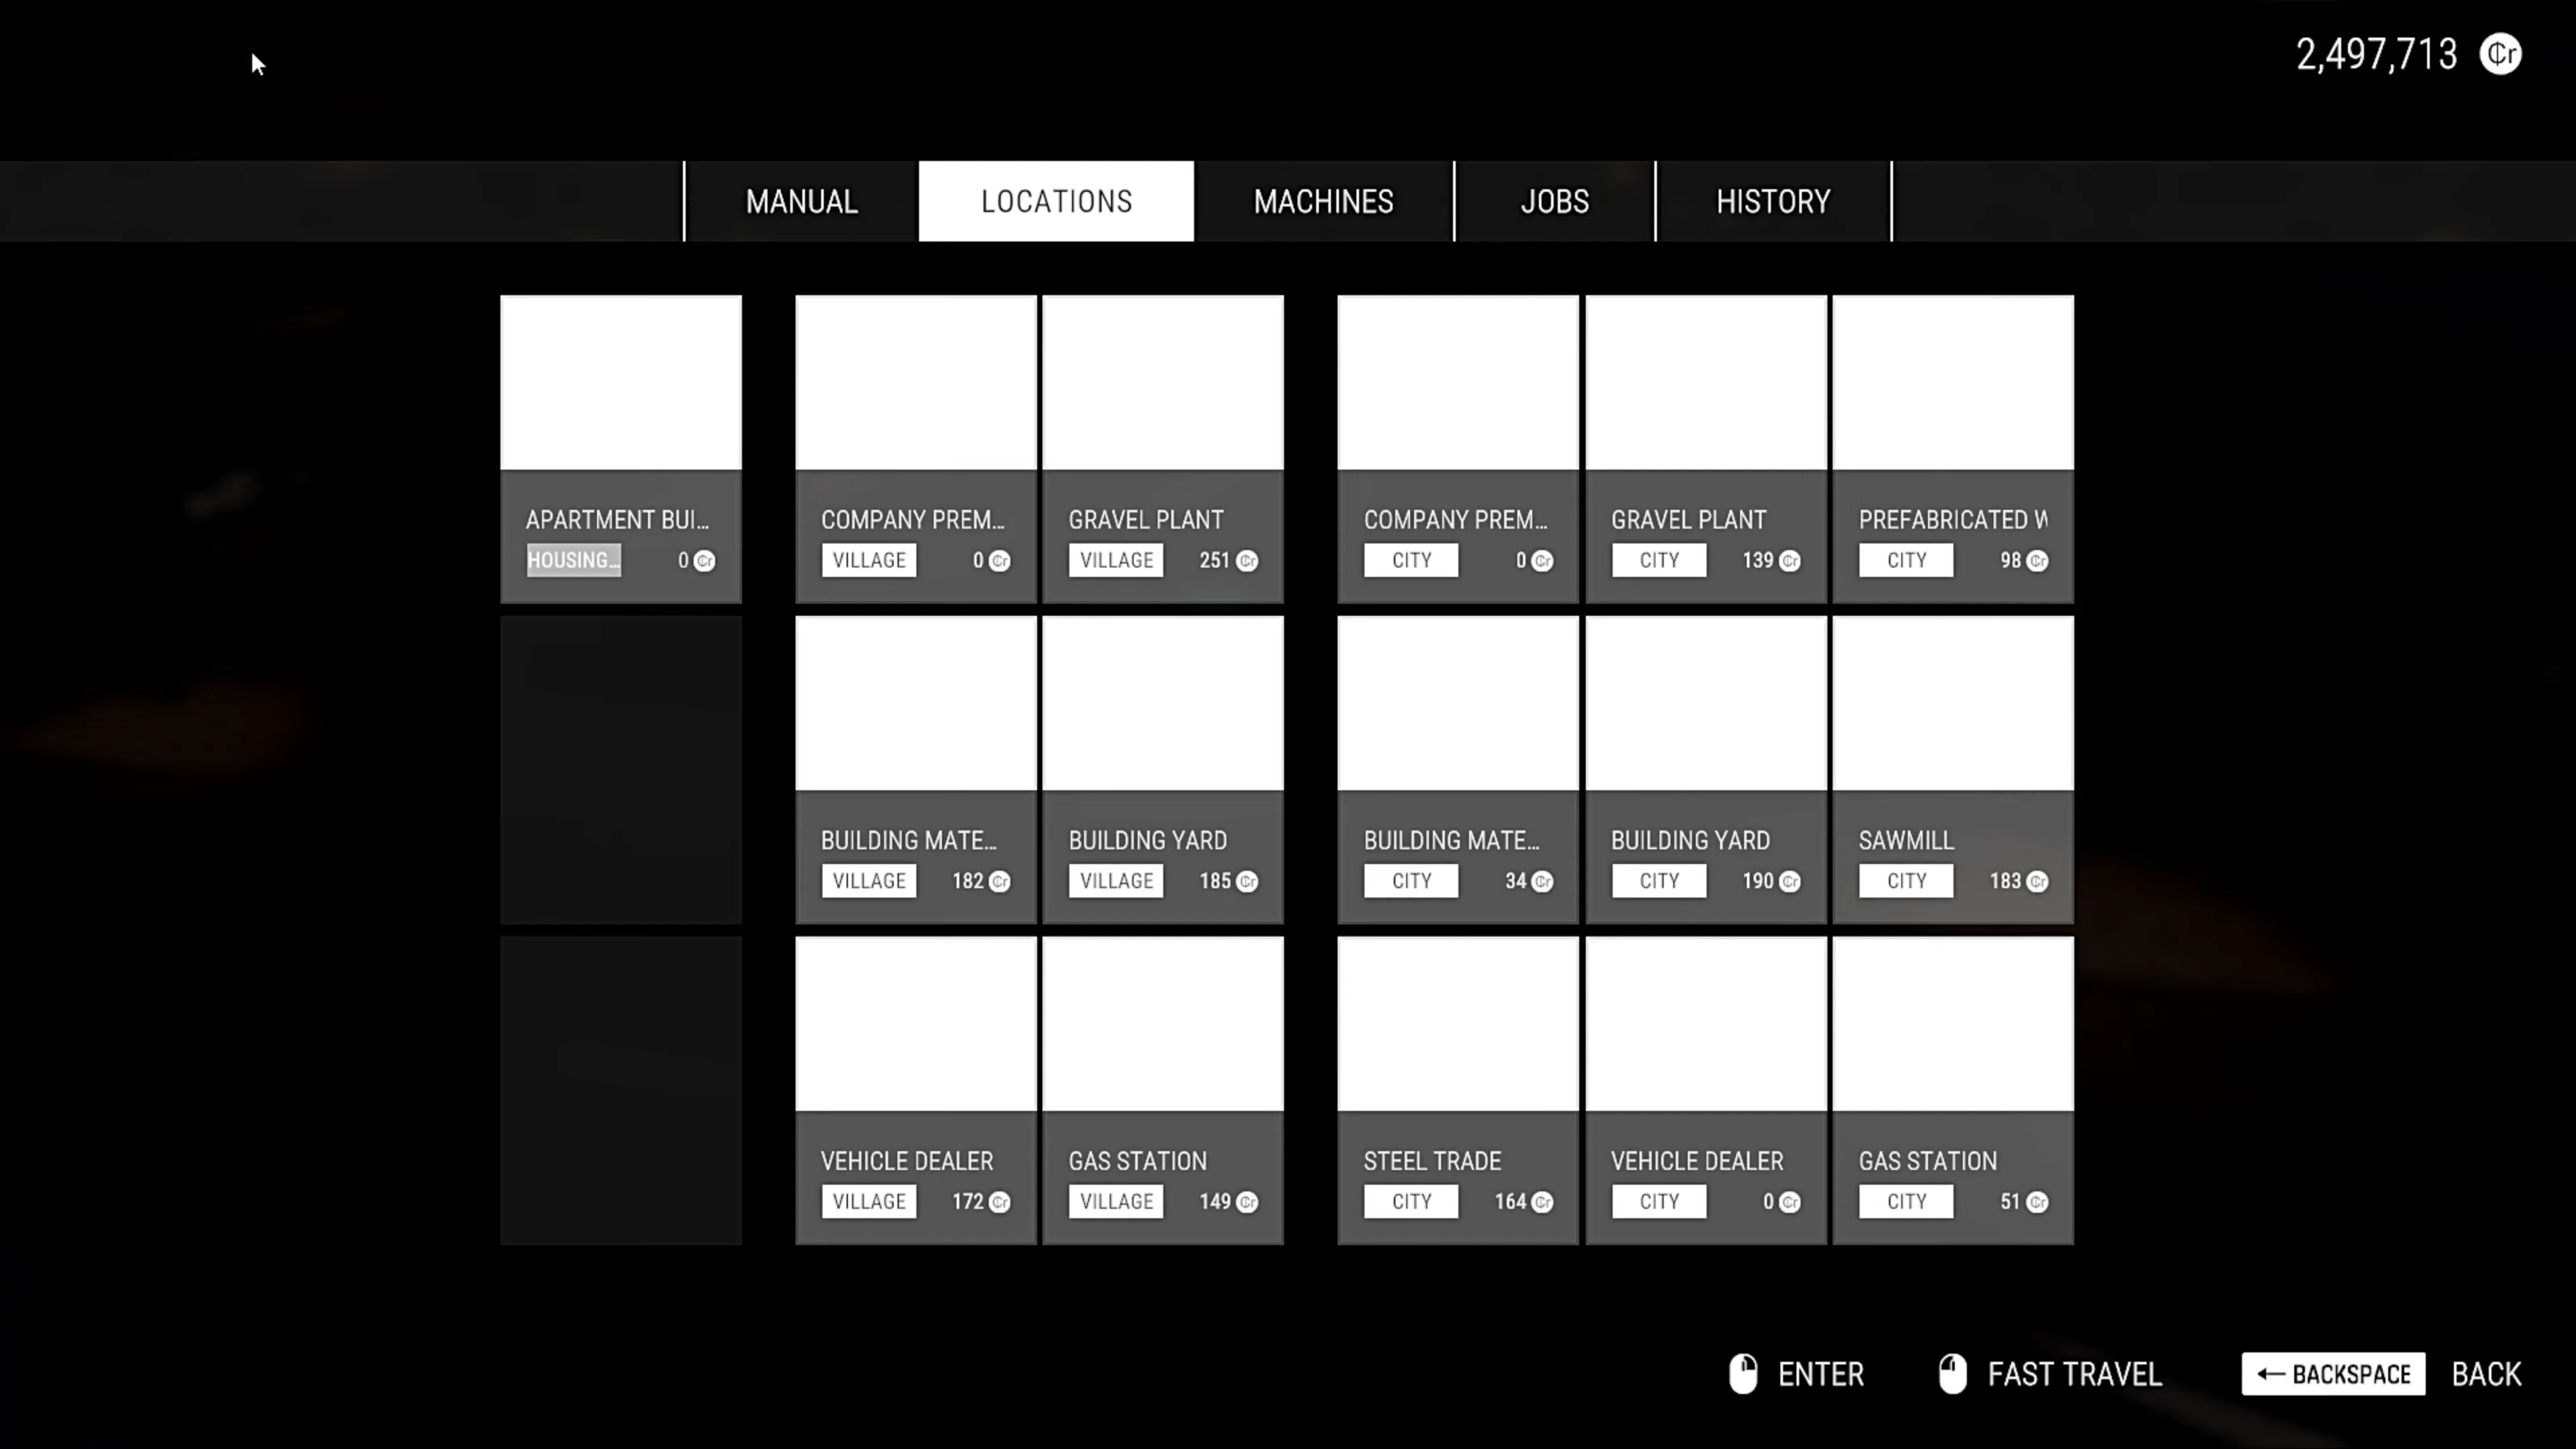 2,497,713 ₢r
MANUAL
LOCATIONS
MACHINES
JOBS
HISTORY
APARTMENT BUI...
HOUSING... 0 ₢r
COMPANY PREM...
VILLAGE 0 ₢r
GRAVEL PLANT
VILLAGE 251 ₢r
COMPANY PREM...
CITY 0 ₢r
GRAVEL PLANT
CITY 139 ₢r
PREFABRICATED W
CITY 98 ₢r
BUILDING MATE...
VILLAGE 182 ₢r
BUILDING YARD
VILLAGE 185 ₢r
BUILDING MATE...
CITY 34 ₢r
BUILDING YARD
CITY 190 ₢r
SAWMILL
CITY 183 ₢r
VEHICLE DEALER
VILLAGE 172 ₢r
GAS STATION
VILLAGE 149 ₢r
STEEL TRADE
CITY 164 ₢r
VEHICLE DEALER
CITY 0 ₢r
GAS STATION
CITY 51 ₢r
ENTER
FAST TRAVEL
← BACKSPACE BACK